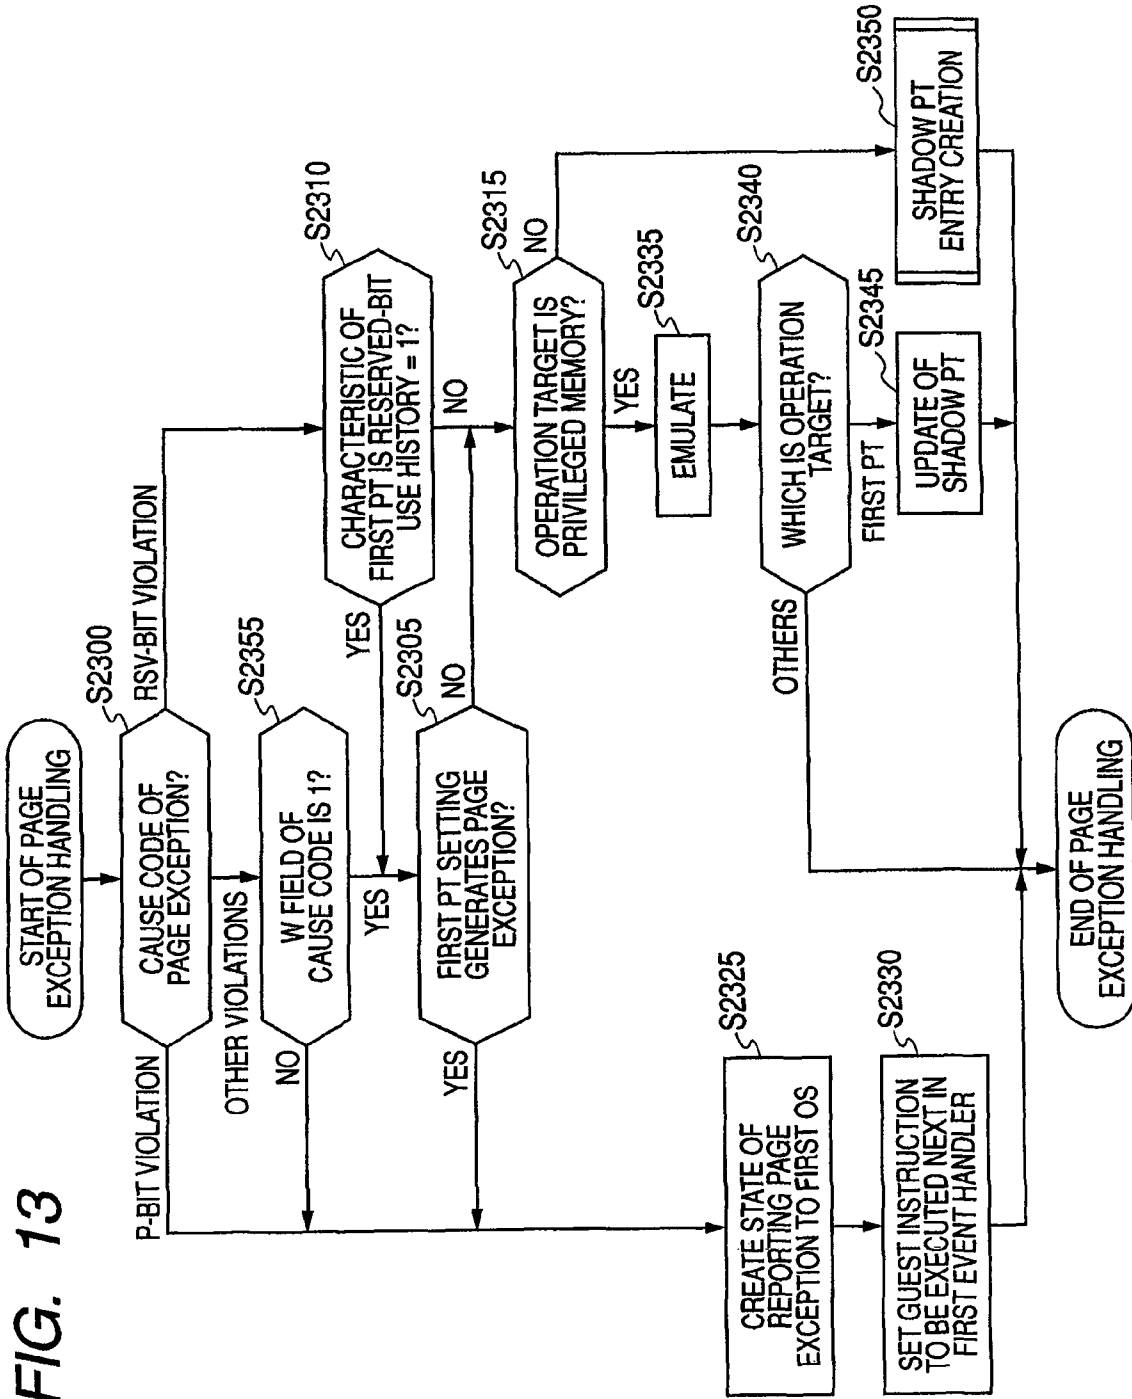 FIG. 13
START OF PAGE
EXCEPTION HANDLING
S2300
CAUSE CODE OF
PAGE EXCEPTION?
P-BIT VIOLATION
RSV-BIT VIOLATION
OTHER VIOLATIONS
S2355
W FIELD OF
CAUSE CODE IS 1?
NO
YES
S2310
CHARACTERISTIC OF
FIRST PT IS RESERVED-BIT
USE HISTORY = 1?
YES
NO
S2305
FIRST PT SETTING
GENERATES PAGE
EXCEPTION?
YES
NO
S2315
OPERATION TARGET IS
PRIVILEGED MEMORY?
NO
YES
S2335
EMULATE
S2340
WHICH IS OPERATION
TARGET?
OTHERS
FIRST PT
S2345
UPDATE OF
SHADOW PT
S2350
SHADOW PT
ENTRY CREATION
S2325
CREATE STATE OF
REPORTING PAGE
EXCEPTION TO FIRST OS
S2330
SET GUEST INSTRUCTION
TO BE EXECUTED NEXT IN
FIRST EVENT HANDLER
END OF PAGE
EXCEPTION HANDLING